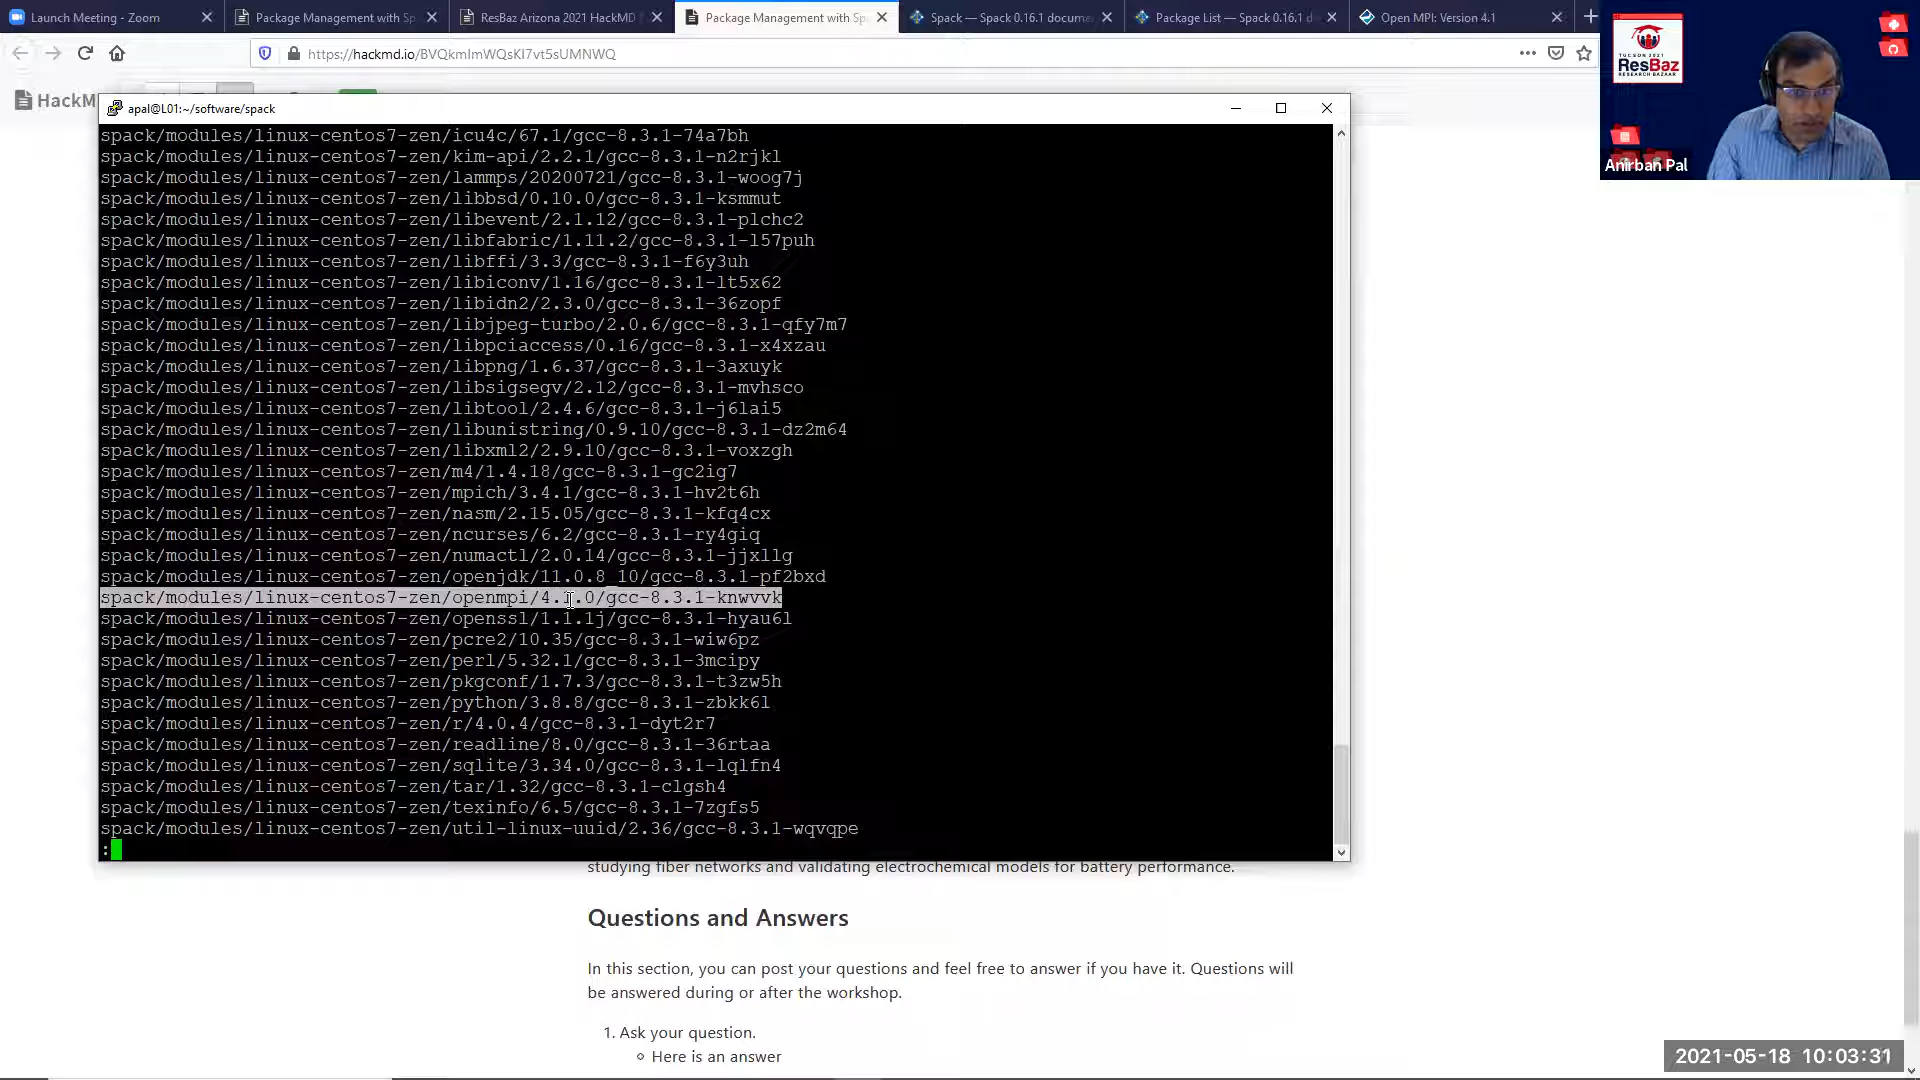 Launch Meeting - Zoom
Package Management with Sp
ResBaz Arizona 2021 HackMD
Package Management with Sp
Spack — Spack 0.16.1 docume
Package List — Spack 0.16.1 d
Open MPI: Version 4.1
https://hackmd.io/BVQkmImWQsKI7vt5sUMNWQ
HackM
apal@L01:~/software/spack
spack/modules/linux-centos7-zen/icu4c/67.1/gcc-8.3.1-74a7bh
spack/modules/linux-centos7-zen/kim-api/2.2.1/gcc-8.3.1-n2rjkl
spack/modules/linux-centos7-zen/lammps/20200721/gcc-8.3.1-woog7j
spack/modules/linux-centos7-zen/libbsd/0.10.0/gcc-8.3.1-ksmmut
spack/modules/linux-centos7-zen/libevent/2.1.12/gcc-8.3.1-plchc2
spack/modules/linux-centos7-zen/libfabric/1.11.2/gcc-8.3.1-l57puh
spack/modules/linux-centos7-zen/libffi/3.3/gcc-8.3.1-f6y3uh
spack/modules/linux-centos7-zen/libiconv/1.16/gcc-8.3.1-lt5x62
spack/modules/linux-centos7-zen/libidn2/2.3.0/gcc-8.3.1-36zopf
spack/modules/linux-centos7-zen/libjpeg-turbo/2.0.6/gcc-8.3.1-qfy7m7
spack/modules/linux-centos7-zen/libpciaccess/0.16/gcc-8.3.1-x4xzau
spack/modules/linux-centos7-zen/libpng/1.6.37/gcc-8.3.1-3axuyk
spack/modules/linux-centos7-zen/libsigsegv/2.12/gcc-8.3.1-mvhsco
spack/modules/linux-centos7-zen/libtool/2.4.6/gcc-8.3.1-j6lai5
spack/modules/linux-centos7-zen/libunistring/0.9.10/gcc-8.3.1-dz2m64
spack/modules/linux-centos7-zen/libxml2/2.9.10/gcc-8.3.1-voxzgh
spack/modules/linux-centos7-zen/m4/1.4.18/gcc-8.3.1-gc2ig7
spack/modules/linux-centos7-zen/mpich/3.4.1/gcc-8.3.1-hv2t6h
spack/modules/linux-centos7-zen/nasm/2.15.05/gcc-8.3.1-kfq4cx
spack/modules/linux-centos7-zen/ncurses/6.2/gcc-8.3.1-ry4giq
spack/modules/linux-centos7-zen/numactl/2.0.14/gcc-8.3.1-jjxllg
spack/modules/linux-centos7-zen/openjdk/11.0.8_10/gcc-8.3.1-pf2bxd
spack/modules/linux-centos7-zen/openmpi/4.1.0/gcc-8.3.1-knwvvk
spack/modules/linux-centos7-zen/openssl/1.1.1j/gcc-8.3.1-hyau6l
spack/modules/linux-centos7-zen/pcre2/10.35/gcc-8.3.1-wiw6pz
spack/modules/linux-centos7-zen/perl/5.32.1/gcc-8.3.1-3mcipy
spack/modules/linux-centos7-zen/pkgconf/1.7.3/gcc-8.3.1-t3zw5h
spack/modules/linux-centos7-zen/python/3.8.8/gcc-8.3.1-zbkk6l
spack/modules/linux-centos7-zen/r/4.0.4/gcc-8.3.1-dyt2r7
spack/modules/linux-centos7-zen/readline/8.0/gcc-8.3.1-36rtaa
spack/modules/linux-centos7-zen/sqlite/3.34.0/gcc-8.3.1-lqlfn4
spack/modules/linux-centos7-zen/tar/1.32/gcc-8.3.1-clgsh4
spack/modules/linux-centos7-zen/texinfo/6.5/gcc-8.3.1-7zgfs5
spack/modules/linux-centos7-zen/util-linux-uuid/2.36/gcc-8.3.1-wqvqpe
:
studying fiber networks and validating electrochemical models for battery performance.
Questions and Answers
In this section, you can post your questions and feel free to answer if you have it. Questions will
be answered during or after the workshop.
1. Ask your question.
Here is an answer
TUCSON 2021
ResBaz
RESEARCH BAZAAR
Anirban Pal
2021-05-18 10:03:31